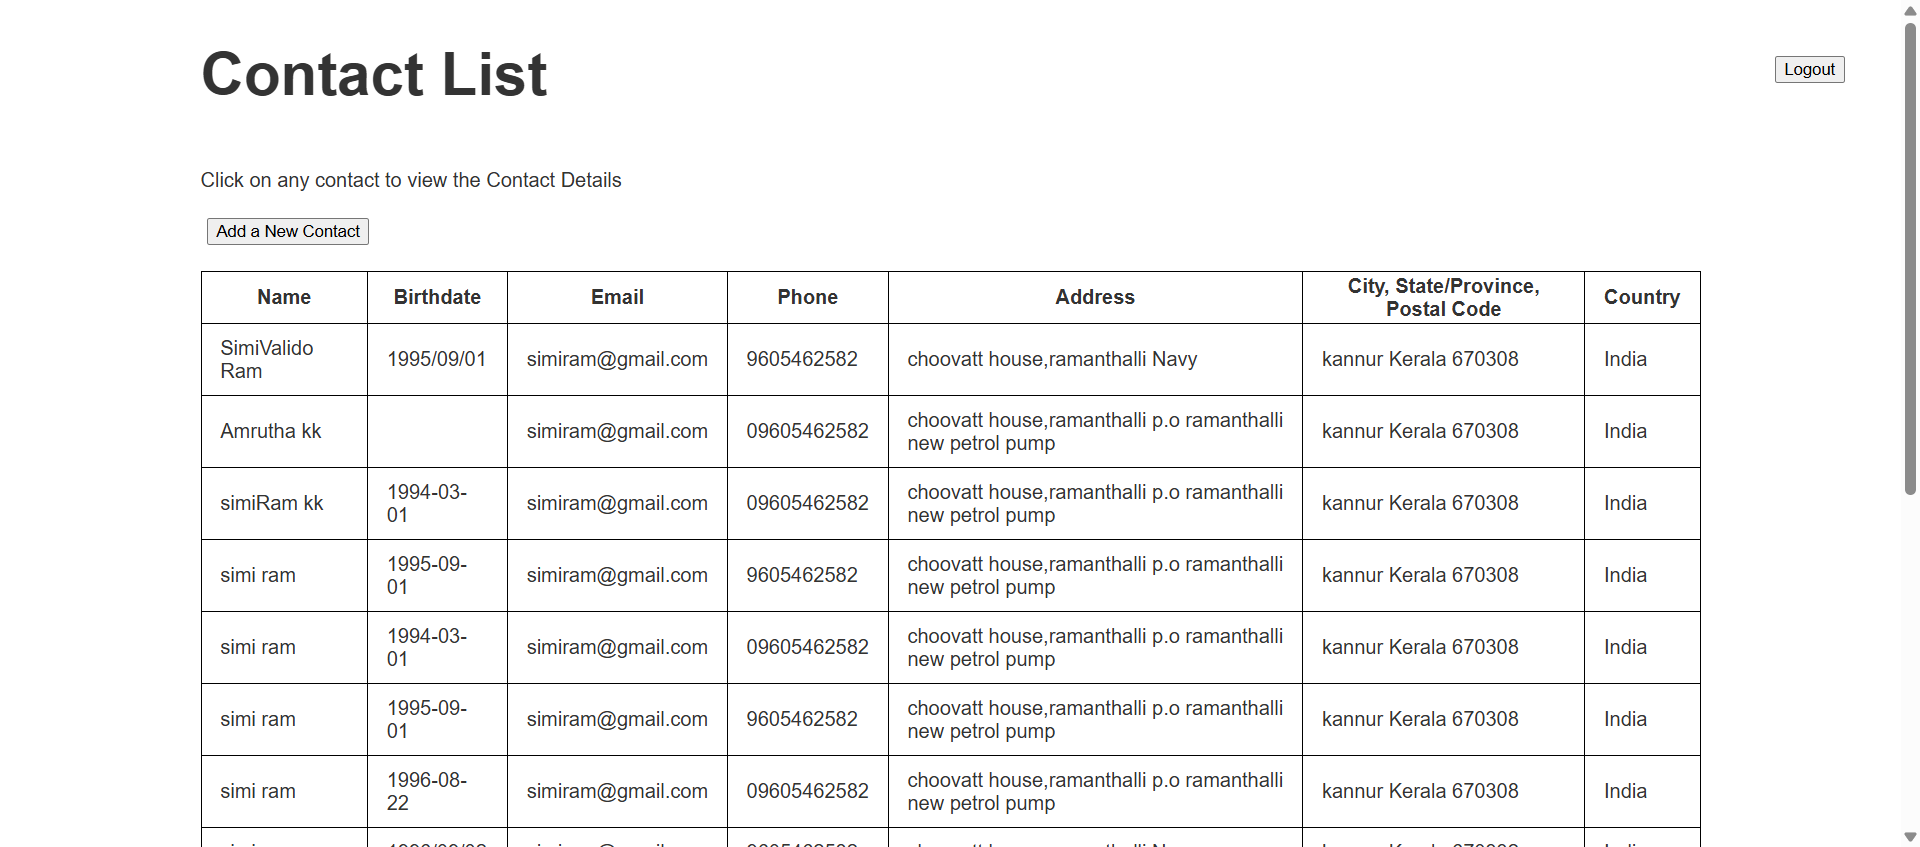 Contact List
Logout
Click on any contact to view the Contact Details
Add a New Contact
Name Birthdate Email Phone Address City, State/Province, Postal Code Country
SimiValido Ram 1995/09/01 simiram@gmail.com 9605462582 choovatt house,ramanthalli Navy kannur Kerala 670308 India
Amrutha kk simiram@gmail.com 09605462582 choovatt house,ramanthalli p.o ramanthalli new petrol pump kannur Kerala 670308 India
simiRam kk 1994-03-01 simiram@gmail.com 09605462582 choovatt house,ramanthalli p.o ramanthalli new petrol pump kannur Kerala 670308 India
simi ram 1995-09-01 simiram@gmail.com 9605462582 choovatt house,ramanthalli p.o ramanthalli new petrol pump kannur Kerala 670308 India
simi ram 1994-03-01 simiram@gmail.com 09605462582 choovatt house,ramanthalli p.o ramanthalli new petrol pump kannur Kerala 670308 India
simi ram 1995-09-01 simiram@gmail.com 9605462582 choovatt house,ramanthalli p.o ramanthalli new petrol pump kannur Kerala 670308 India
simi ram 1996-08-22 simiram@gmail.com 09605462582 choovatt house,ramanthalli p.o ramanthalli new petrol pump kannur Kerala 670308 India